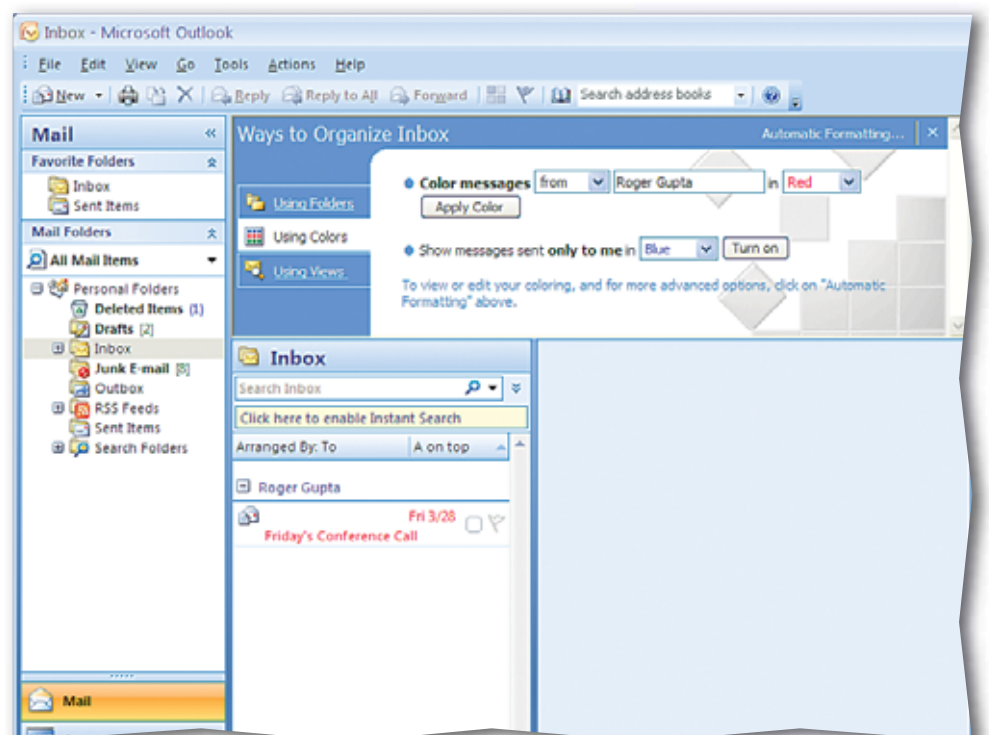 Inbox - Microsoft Outlook
File Edit View Go Tools Actions Help
New Reply Reply to All Forward Search address books
Mail «
Favorite Folders
Inbox
Sent Items
Mail Folders
All Mail Items
Personal Folders
Deleted Items (1)
Drafts [2]
Inbox
Junk E-mail [8]
Outbox
RSS Feeds
Sent Items
Search Folders
Mail
Ways to Organize Inbox Automatic Formatting...
Using Folders
Using Colors
Using Views
Color messages from Roger Gupta in Red
Apply Color
Show messages sent only to me in Blue Turn on
To view or edit your coloring, and for more advanced options, click on "Automatic
Formatting" above.
Inbox
Search Inbox
Click here to enable Instant Search
Arranged By: To A on top
Roger Gupta
Fri 3/28
Friday's Conference Call